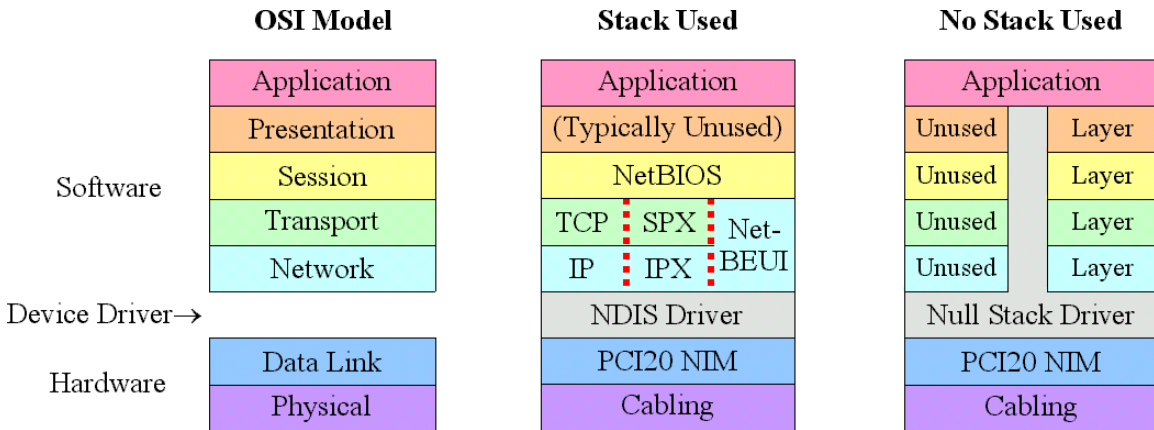 OSI Model Stack Used No Stack Used
Application Application Application
Presentation (Typically Unused) Unused Layer
Software Session NetBIOS Unused Layer
Transport TCP SPX Net- Unused Layer
Network IP IPX BEUI Unused Layer
Device Driver→ NDIS Driver Null Stack Driver
Hardware Data Link PCI20 NIM PCI20 NIM
Physical Cabling Cabling